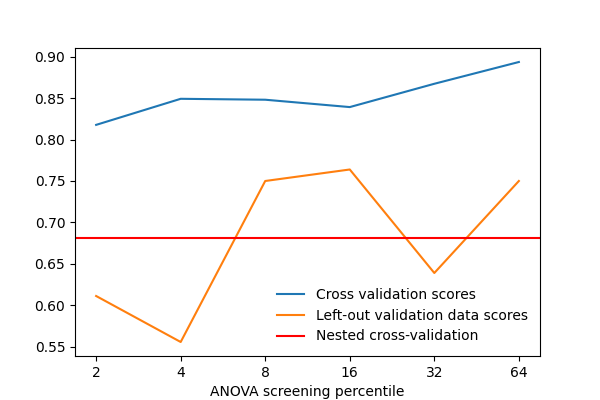 0.90
0.85
0.80
0.75
0.70
0.65
0.60
0.55
Cross validation scores
Left-out validation data scores
Nested cross-validation
2 4 8 16 32 64
ANOVA screening percentile